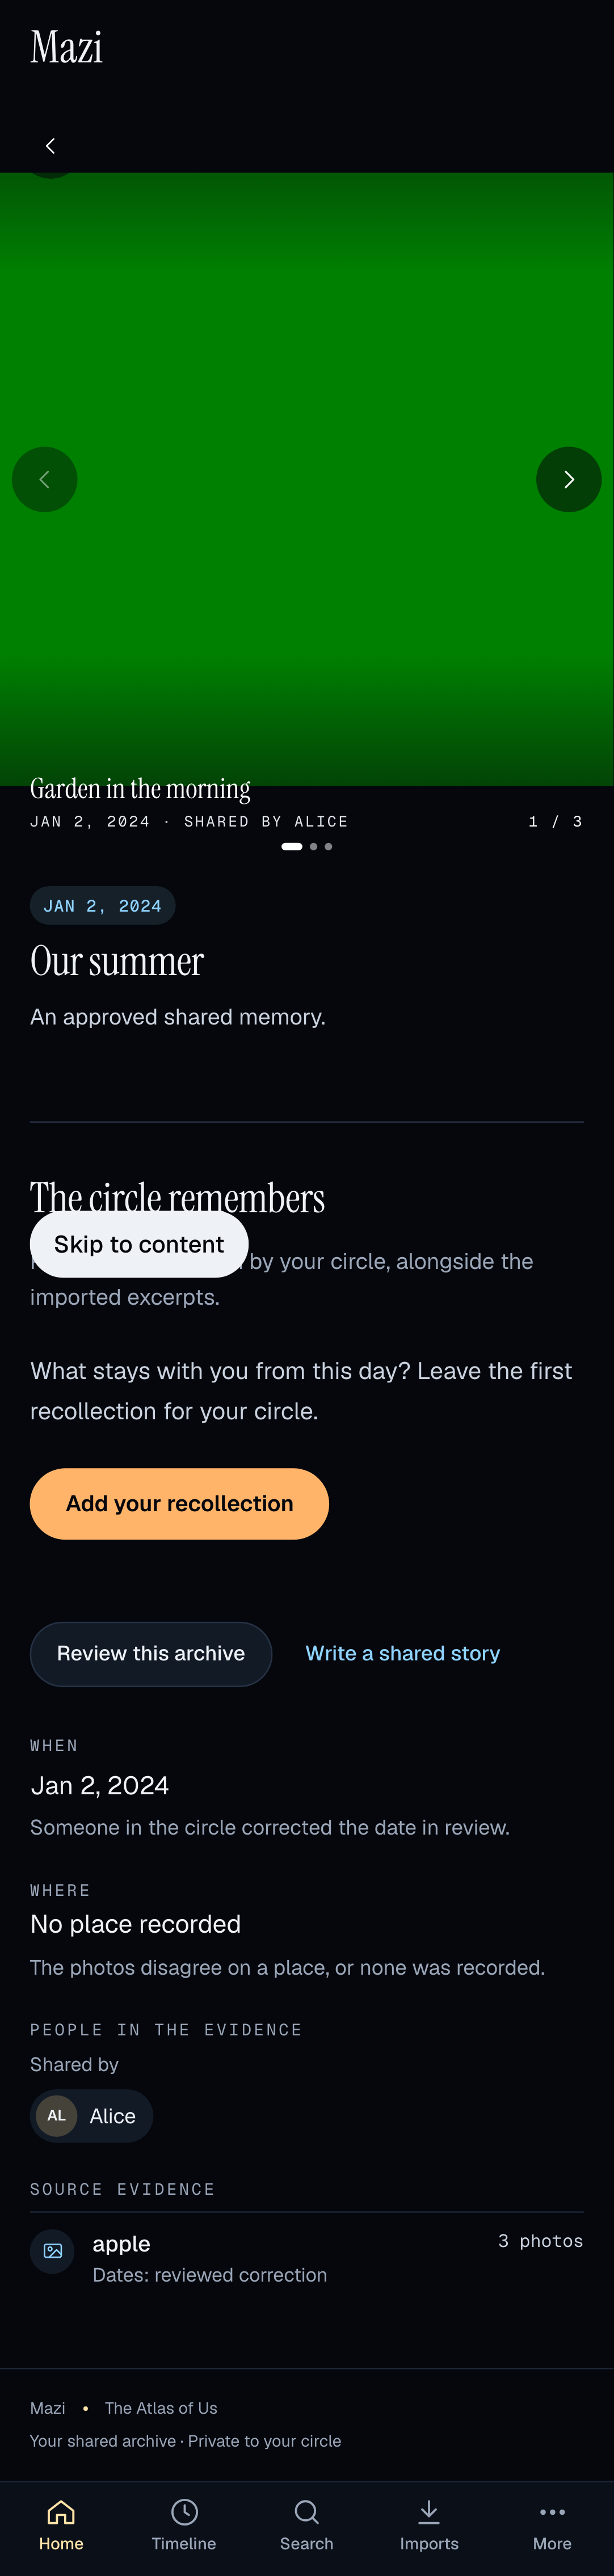 Mazi
Garden in the morning
JAN 2, 2024 · SHARED BY ALICE
1 / 3
JAN 2, 2024
Our summer
An approved shared memory.
The circle remembers
Skip to content
by your circle, alongside the
imported excerpts.
What stays with you from this day? Leave the first
recollection for your circle.
Add your recollection
Review this archive
Write a shared story
WHEN
Jan 2, 2024
Someone in the circle corrected the date in review.
WHERE
No place recorded
The photos disagree on a place, or none was recorded.
PEOPLE IN THE EVIDENCE
Shared by
AL
Alice
SOURCE EVIDENCE
apple
3 photos
Dates: reviewed correction
Mazi • The Atlas of Us
Your shared archive · Private to your circle
Home
Timeline
Search
Imports
More